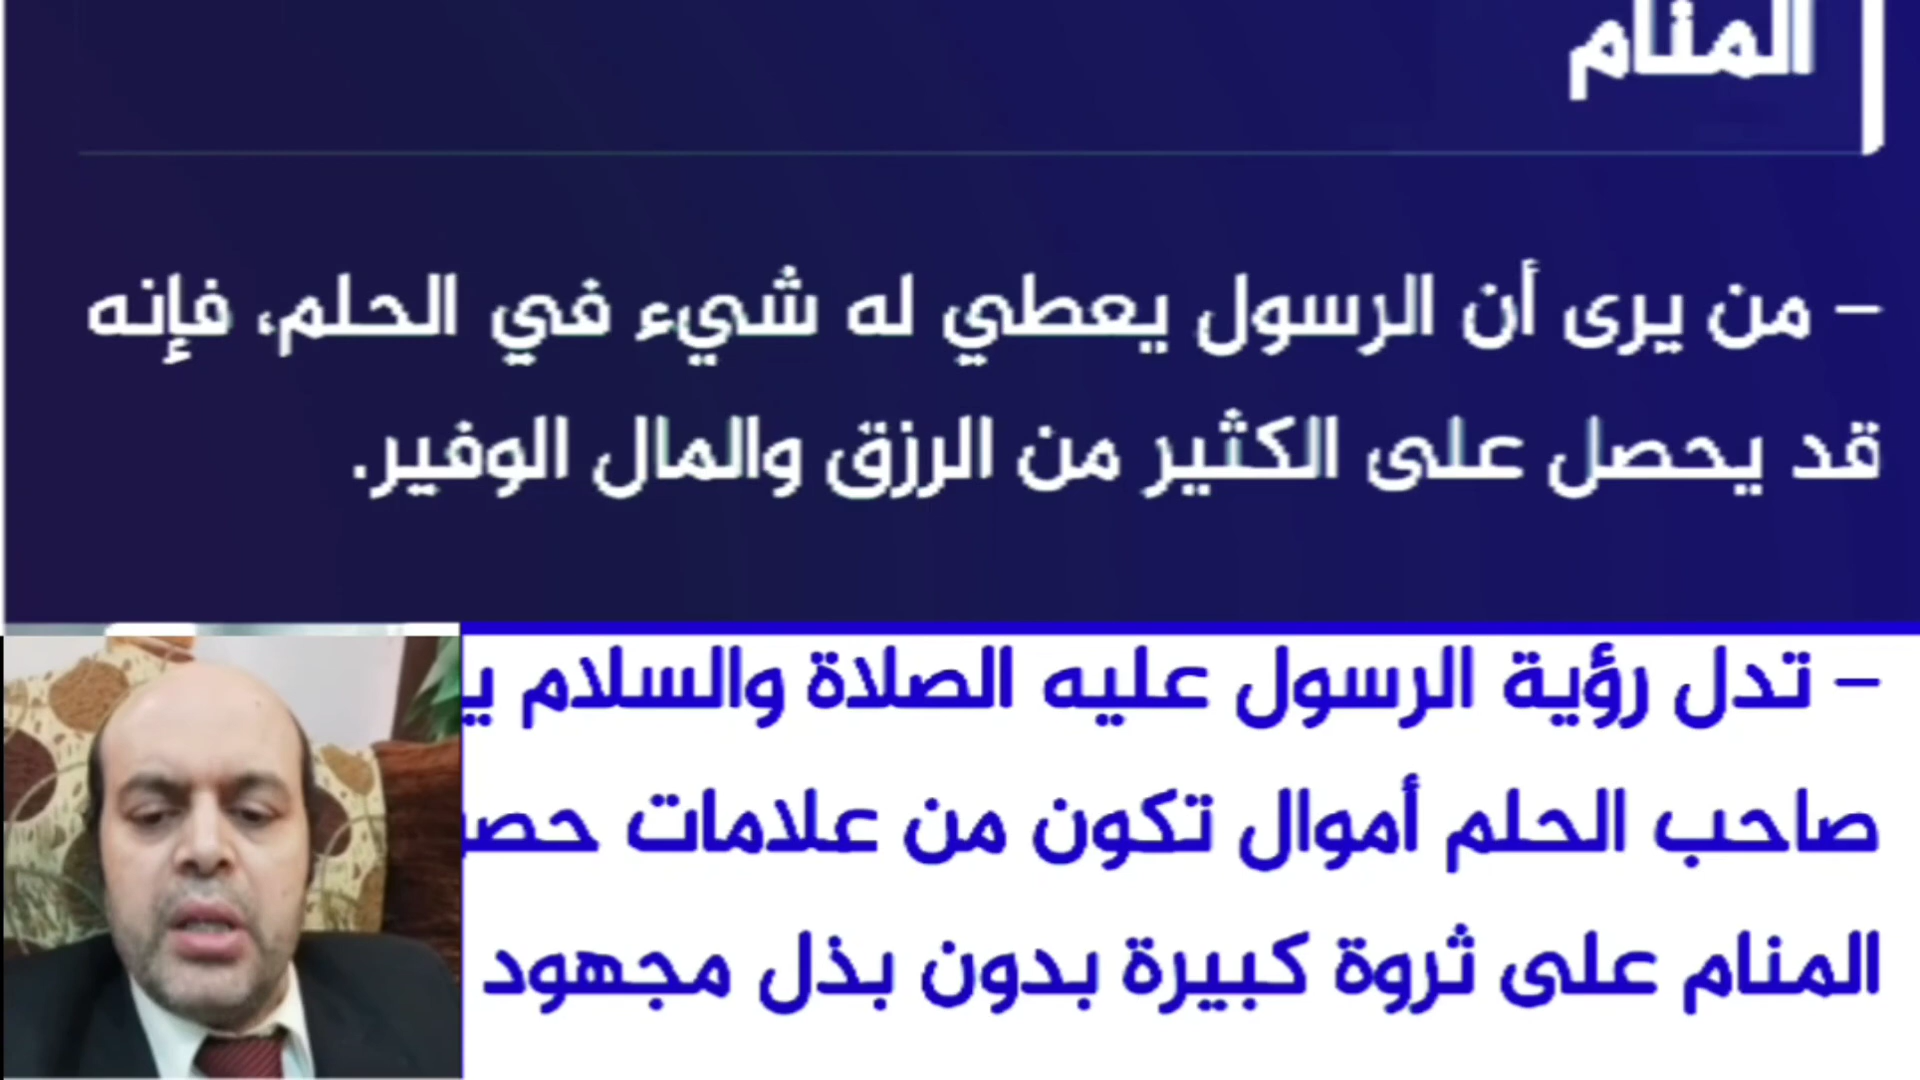 المنام
– من يرى أن الرسول يعطي له شيء في الحلم، فإنه
قد يحصل على الكثير من الرزق والمال الوفير.
– تدل رؤية الرسول عليه الصلاة والسلام
صاحب الحلم أموال تكون من علامات
المنام على ثروة كبيرة بدون بذل مجهود